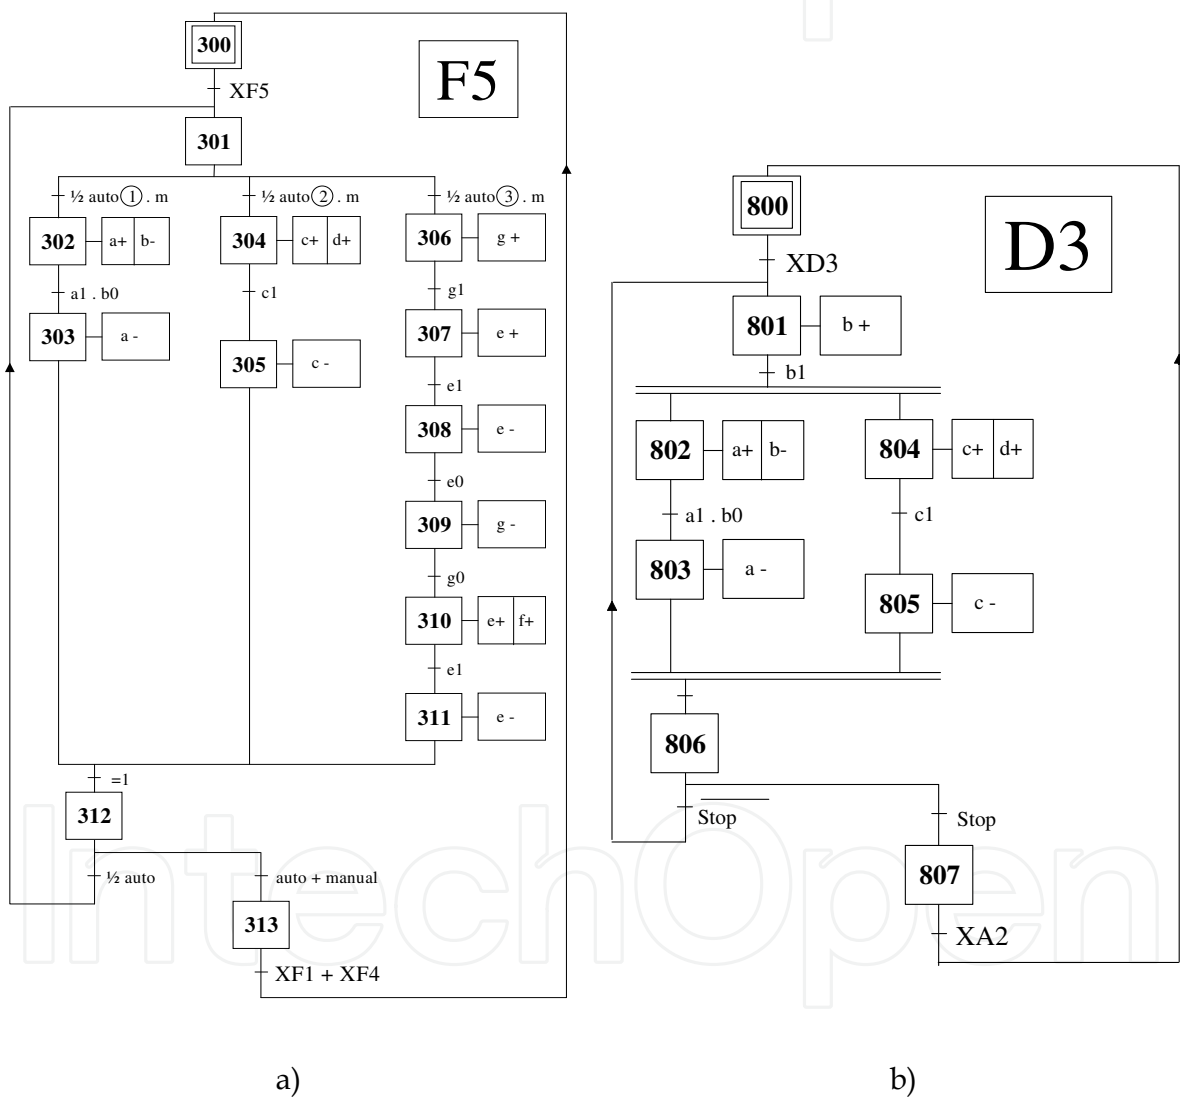 300
F5
XF5
301
½ auto 1 . m
½ auto 2 . m
½ auto 3 . m
302 a+ b-
304 c+ d+
306 g +
a1 . b0
c1
g1
303 a -
305 c -
307 e +
e1
308 e -
e0
309 g -
g0
310 e+ f+
e1
311 e -
=1
312
½ auto
auto + manual
313
XF1 + XF4
a)
800
D3
XD3
801 b +
b1
802 a+ b-
804 c+ d+
a1 . b0
c1
803 a -
805 c -
806
Stop
Stop
807
XA2
b)
IntechOpen